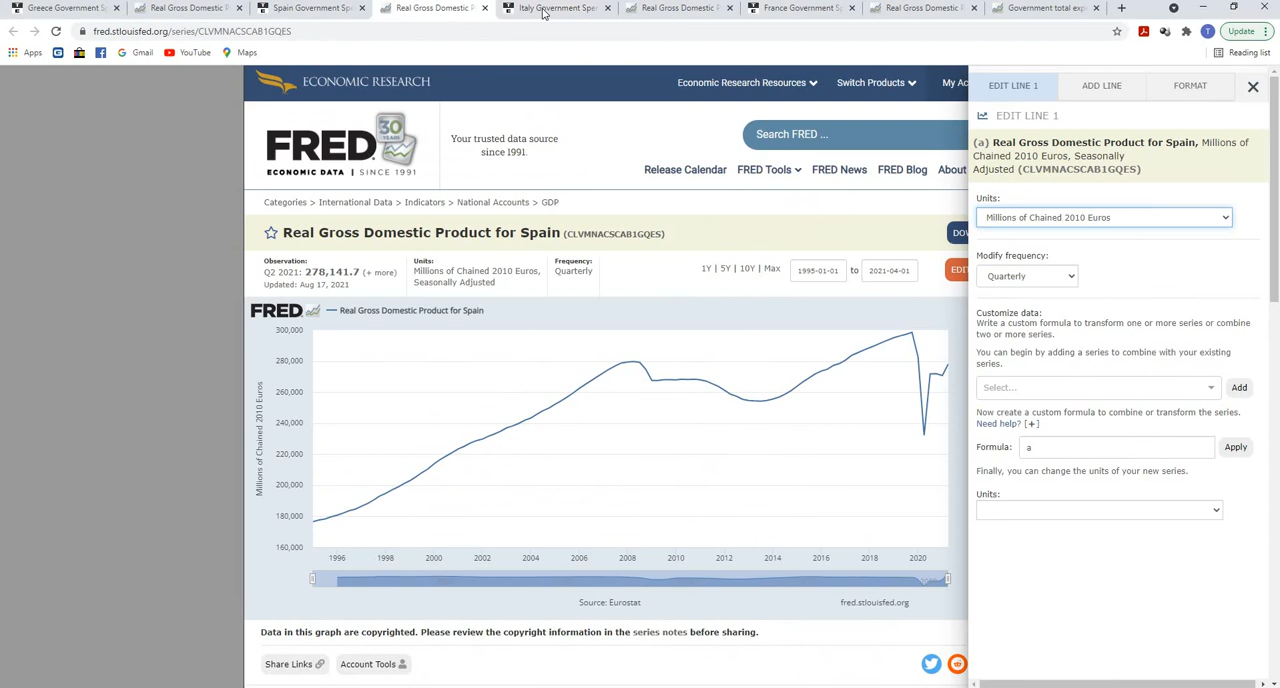 Greece Government Spe
Real Gross Domestic P
Spain Government Spe
Real Gross Domestic P
Italy Government Spen
Real Gross Domestic P
France Government Sp
Real Gross Domestic P
Government total expe
fred.stlouisfed.org/series/CLVMNACSCAB1GQES
T
Update
Apps
Gmail
YouTube
Maps
Reading list
ECONOMIC RESEARCH
Economic Research Resources
Switch Products
My Ac
FRED
30 YEARS
ECONOMIC DATA | SINCE 1991
Your trusted data source
since 1991.
Search FRED ...
Release Calendar
FRED Tools
FRED News
FRED Blog
About
Categories > International Data > Indicators > National Accounts > GDP
Real Gross Domestic Product for Spain (CLVMNACSCAB1GQES)
DO
Observation:
Q2 2021: 278,141.7 (+ more)
Updated: Aug 17, 2021
Units:
Millions of Chained 2010 Euros,
Seasonally Adjusted
Frequency:
Quarterly
1Y | 5Y | 10Y | Max
1995-01-01
to
2021-04-01
EDI
FRED
Real Gross Domestic Product for Spain
Millions of Chained 2010 Euros
300,000
280,000
260,000
240,000
220,000
200,000
180,000
160,000
1996
1998
2000
2002
2004
2006
2008
2010
2012
2014
2016
2018
2020
Source: Eurostat
fred.stlouisfed.org
Data in this graph are copyrighted. Please review the copyright information in the series notes before sharing.
Share Links
Account Tools
EDIT LINE 1
ADD LINE
FORMAT
EDIT LINE 1
(a) Real Gross Domestic Product for Spain, Millions of
Chained 2010 Euros, Seasonally
Adjusted (CLVMNACSCAB1GQES)
Units:
Millions of Chained 2010 Euros
Modify frequency:
Quarterly
Customize data:
Write a custom formula to transform one or more series or combine
two or more series.
You can begin by adding a series to combine with your existing
series.
Select...
Add
Now create a custom formula to combine or transform the series.
Need help? [+]
Formula:
a
Apply
Finally, you can change the units of your new series.
Units: